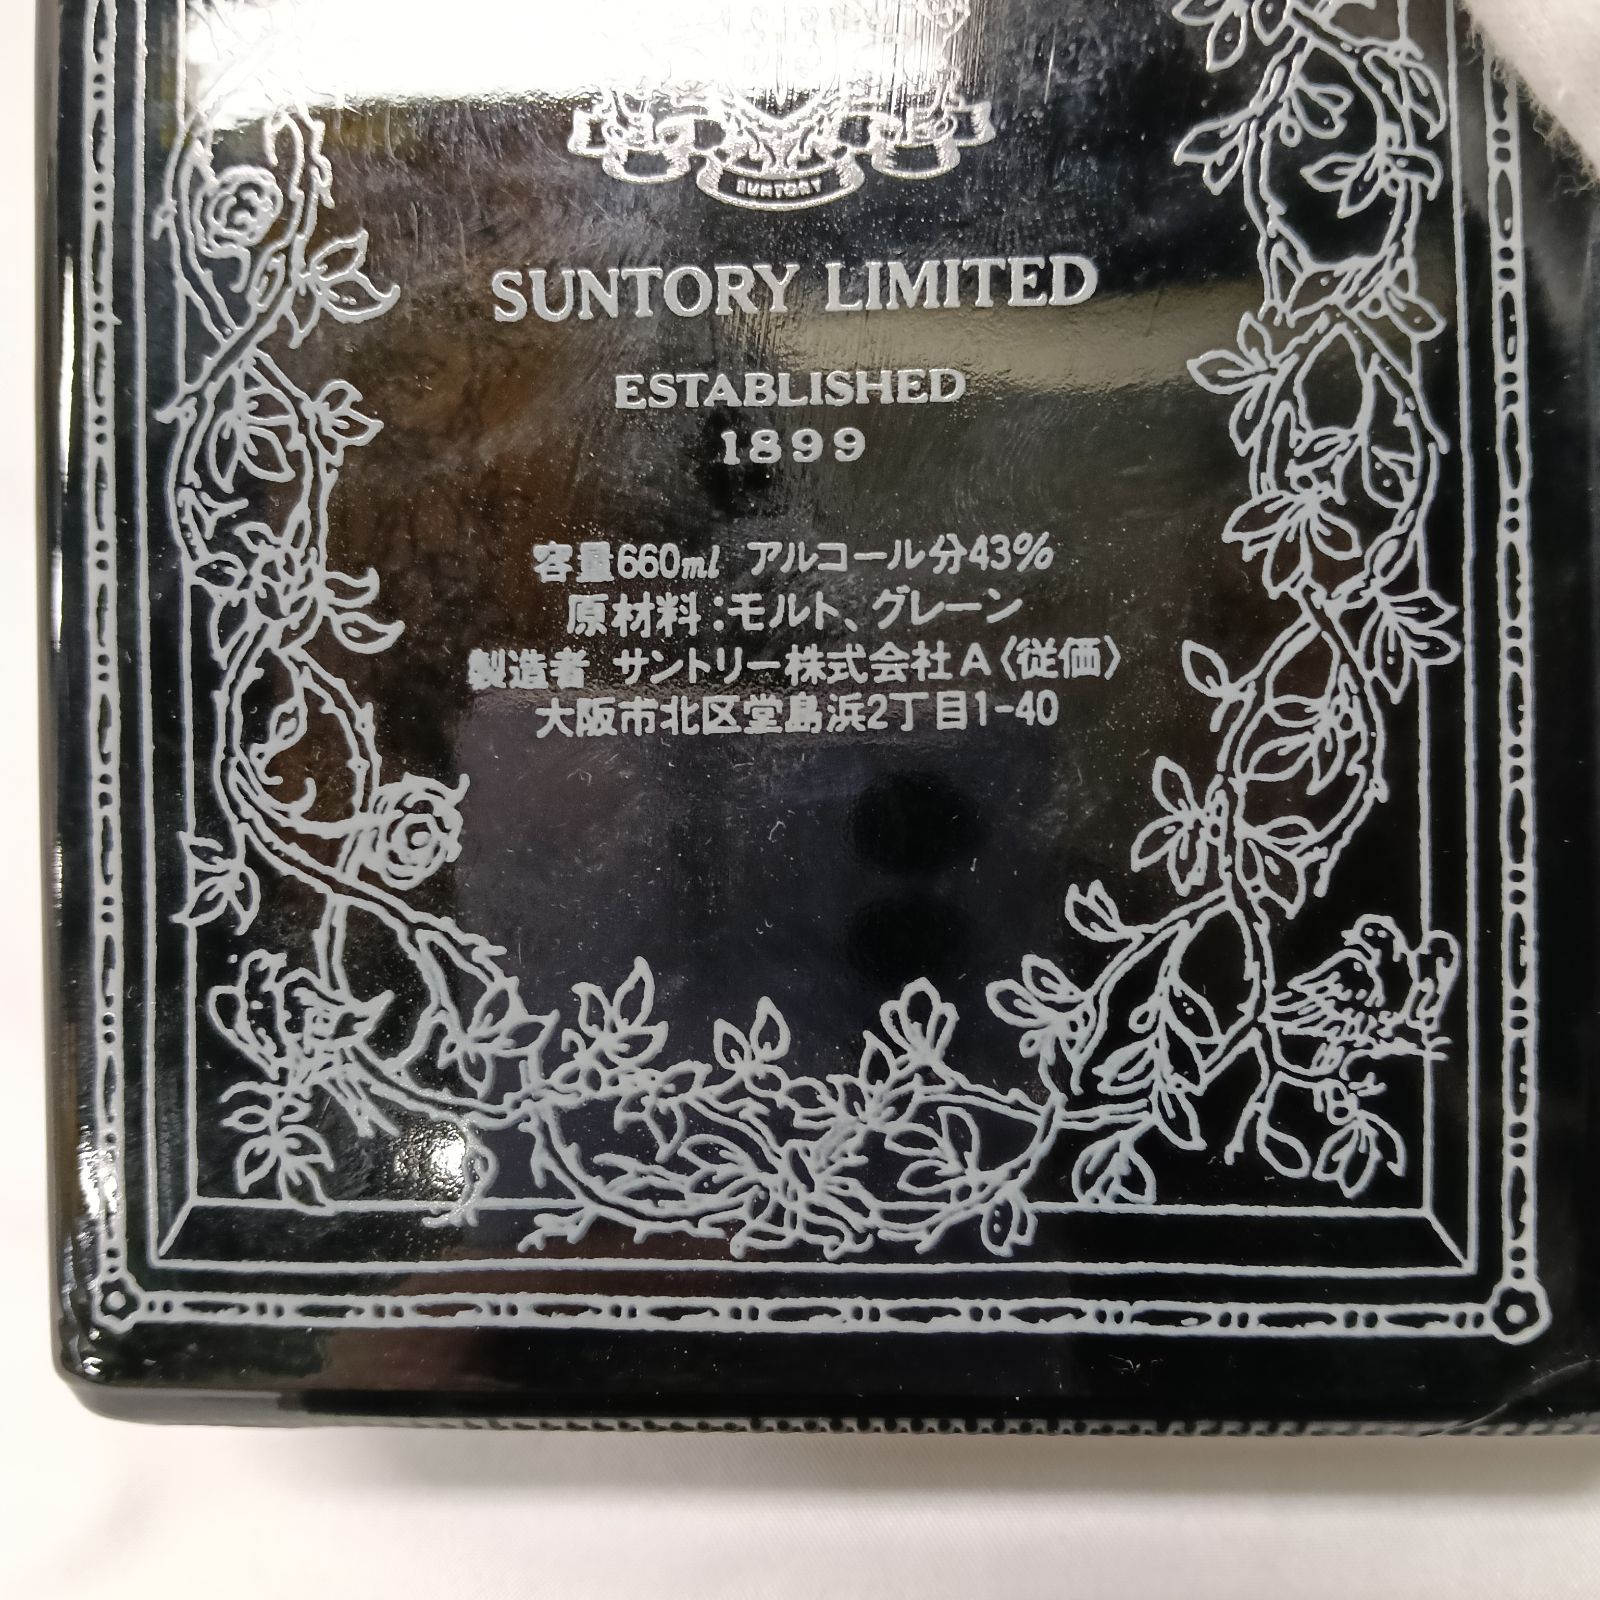 SUNTORY
SUNTORY LIMITED
ESTABLISHED
1899
容量660ml アルコール分43%
原材料:モルト、グレーン
製造者 サントリー株式会社A〈従価〉
大阪市北区堂島浜2丁目1-40